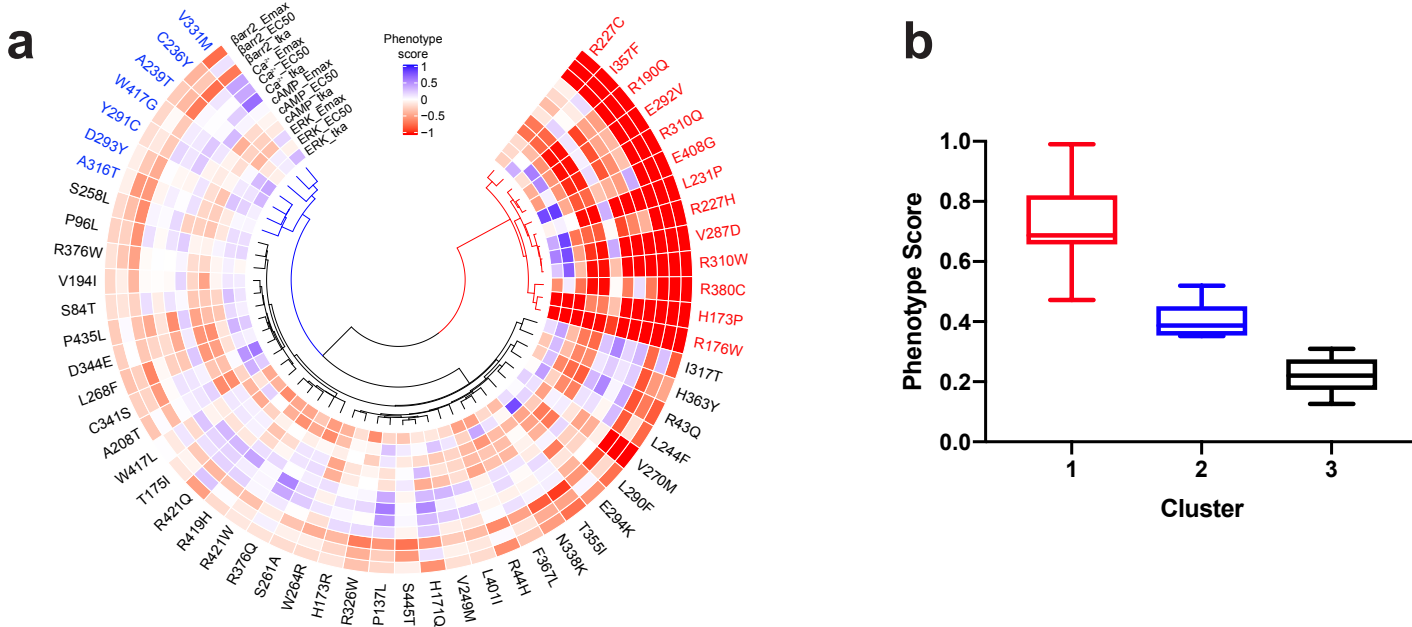 a
βarr2_Emax
βarr2_EC50
βarr2_tka
Ca²⁺_Emax
Ca²⁺_EC50
Ca²⁺_tka
cAMP_Emax
cAMP_EC50
cAMP_tka
ERK_Emax
ERK_EC50
ERK_tka
Phenotype
score
1
0.5
0
−0.5
−1
R227C
I357F
R190Q
E292V
R310Q
E408G
L231P
R227H
V287D
R310W
R380C
H173P
R176W
I317T
H363Y
R43Q
L244F
V270M
L290F
E294K
T355I
N338K
F367L
R44H
L401I
V249M
H171Q
S445T
P137L
R326W
H173R
W264R
S261A
R376Q
R421W
R419H
R421Q
T175I
W417L
A208T
C341S
L268F
D344E
P435L
S84T
V194I
R376W
P96L
S258L
A316T
D293Y
Y291C
W417G
A239T
C236Y
V331M
b
Phenotype Score
1.0
0.8
0.6
0.4
0.2
0.0
1 2 3
Cluster